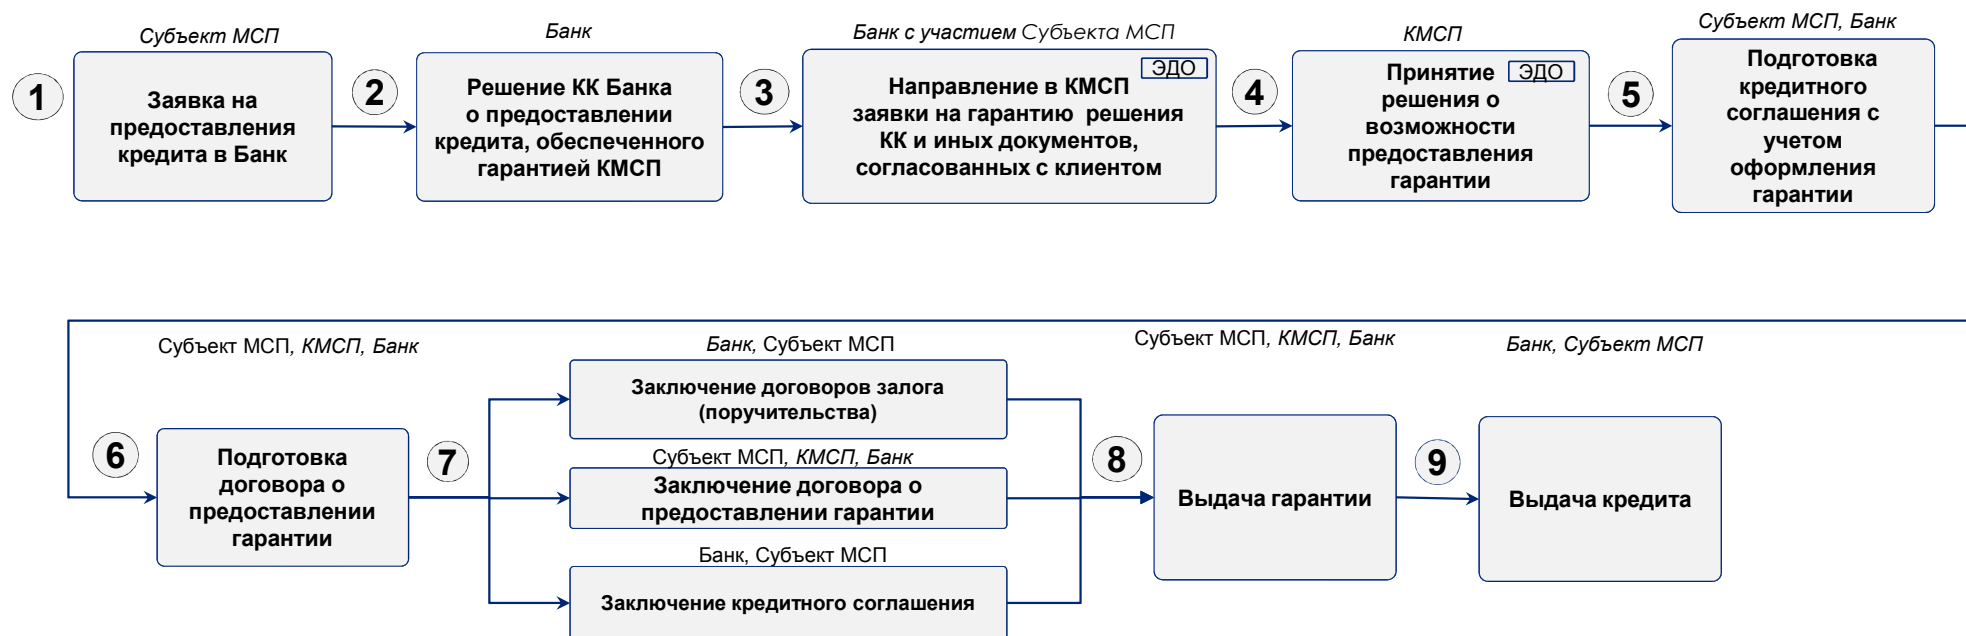 Субъект МСП
1
Заявка на
предоставления
кредита в Банк
Банк
2
Решение КК Банка
о предоставлении
кредита, обеспеченного
гарантией КМСП
Банк с участием Субъекта МСП
3
ЭДО
Направление в КМСП
заявки на гарантию решения
КК и иных документов,
согласованных с клиентом
КМСП
4
Принятие ЭДО
решения о
возможности
предоставления
гарантии
Субъект МСП, Банк
5
Подготовка
кредитного
соглашения с
учетом
оформления
гарантии
Субъект МСП, КМСП, Банк
6
Подготовка
договора о
предоставлении
гарантии
7
Банк, Субъект МСП
Заключение договоров залога
(поручительства)
Субъект МСП, КМСП, Банк
Заключение договора о
предоставлении гарантии
Банк, Субъект МСП
Заключение кредитного соглашения
Субъект МСП, КМСП, Банк
8
Выдача гарантии
Банк, Субъект МСП
9
Выдача кредита